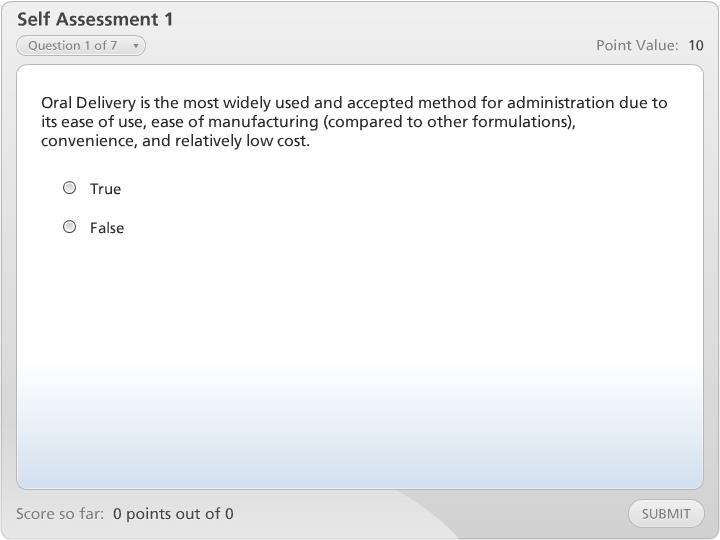 Self Assessment 1
Question 1 of 7
Point Value: 10
Oral Delivery is the most widely used and accepted method for administration due to
its ease of use, ease of manufacturing (compared to other formulations),
convenience, and relatively low cost.
True
False
Score so far: 0 points out of 0
SUBMIT